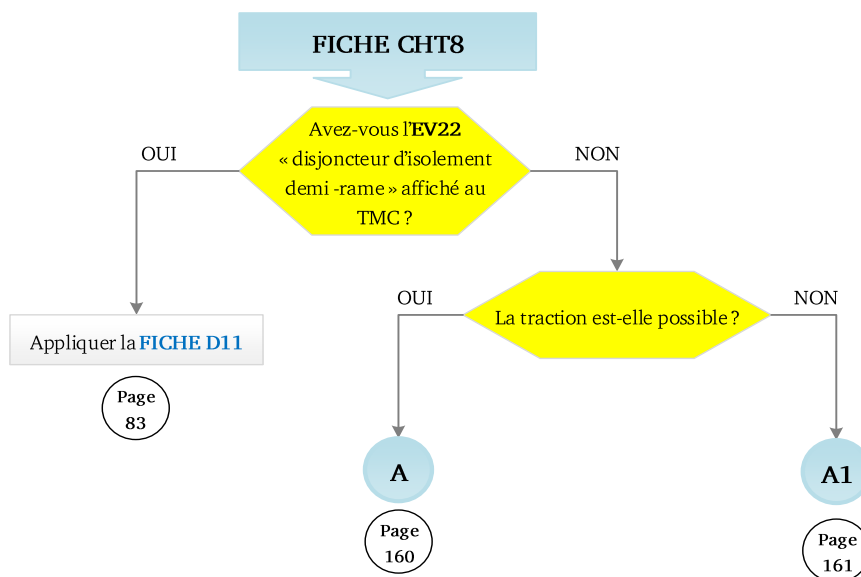 FICHE CHT8
Avez-vous l'EV22
« disjoncteur d'isolement
demi -rame » affiché au
TMC ?
OUI
NON
Appliquer la FICHE D11
Page
83
La traction est-elle possible ?
OUI
NON
A
Page
160
A1
Page
161